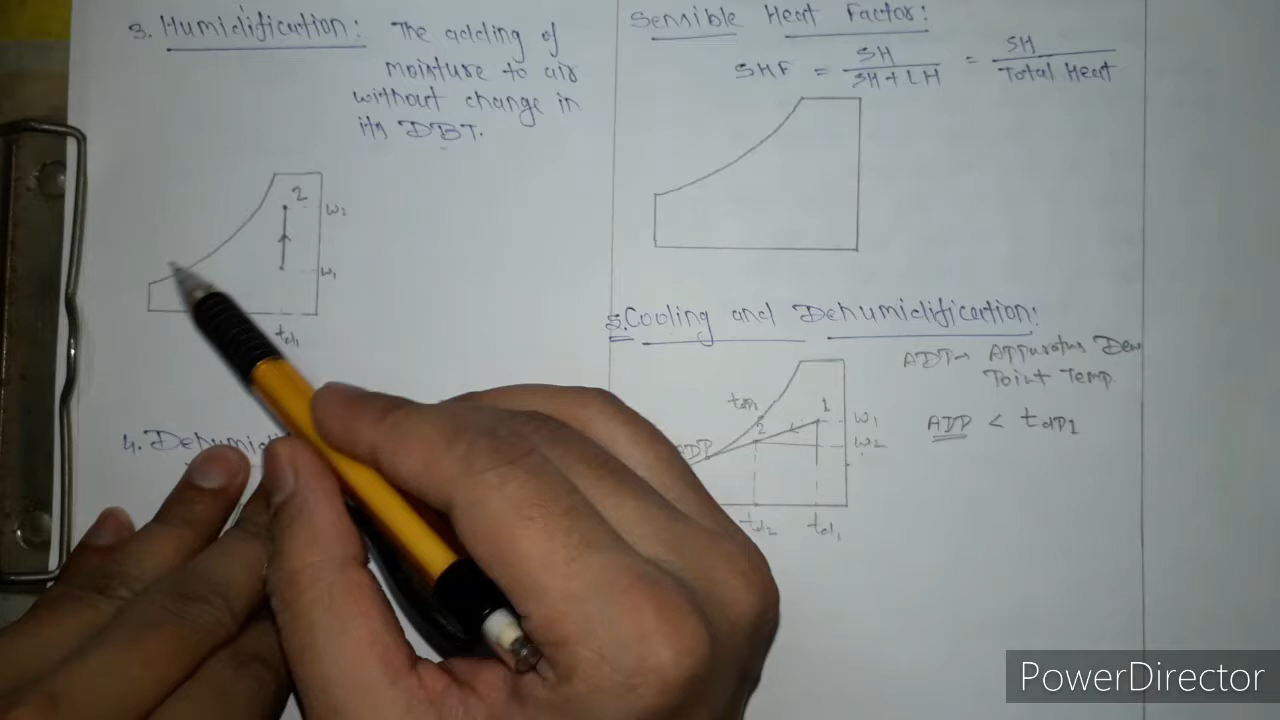 3. Humidification: The adding of
moisture to air
without change in
its DBT.
2
w2
w1
td1
4. Dehumidi
Sensible Heat Factor:
SHF = SH / SH + LH = SH / Total Heat
5. Cooling and Dehumidification:
ADP → Apparatus Dew
Point Temp
ADP < tdp1
tdp1
1
2
w1
w2
ADP
td2
td1
PowerDirector